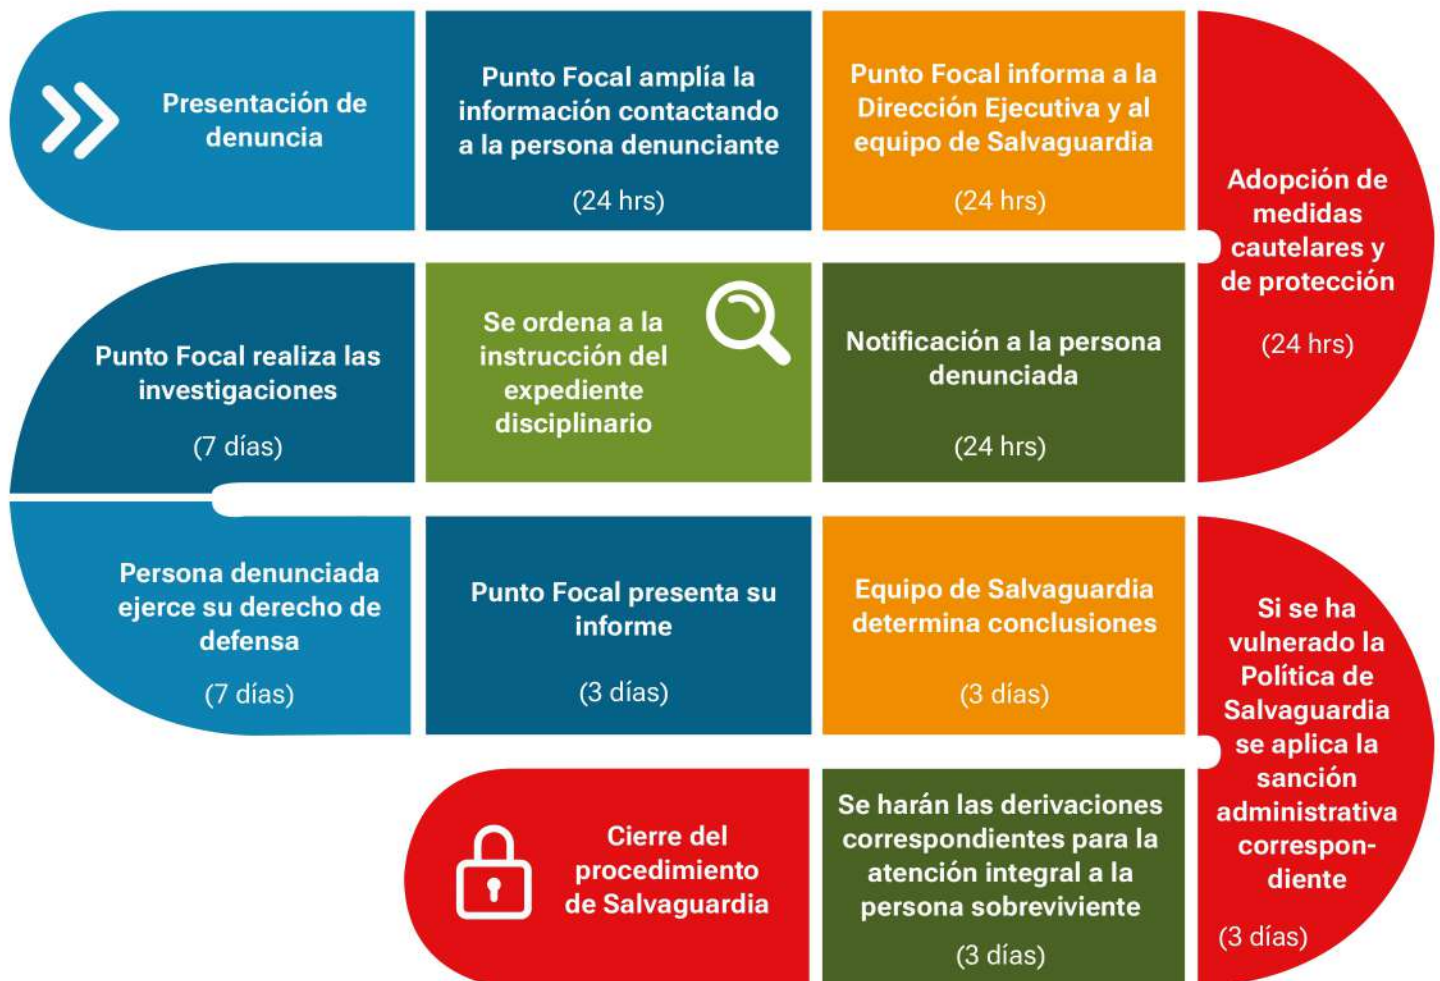 Presentación de
denuncia
Punto Focal amplía la
información contactando
a la persona denunciante
(24 hrs)
Punto Focal informa a la
Dirección Ejecutiva y al
equipo de Salvaguardia
(24 hrs)
Adopción de
medidas
cautelares y
de protección
(24 hrs)
Notificación a la persona
denunciada
(24 hrs)
Se ordena a la
instrucción del
expediente
disciplinario
Punto Focal realiza las
investigaciones
(7 días)
Persona denunciada
ejerce su derecho de
defensa
(7 días)
Punto Focal presenta su
informe
(3 días)
Equipo de Salvaguardia
determina conclusiones
(3 días)
Si se ha
vulnerado la
Política de
Salvaguardia
se aplica la
sanción
administrativa
correspon-
diente
(3 días)
Se harán las derivaciones
correspondientes para la
atención integral a la
persona sobreviviente
(3 días)
Cierre del
procedimiento
de Salvaguardia